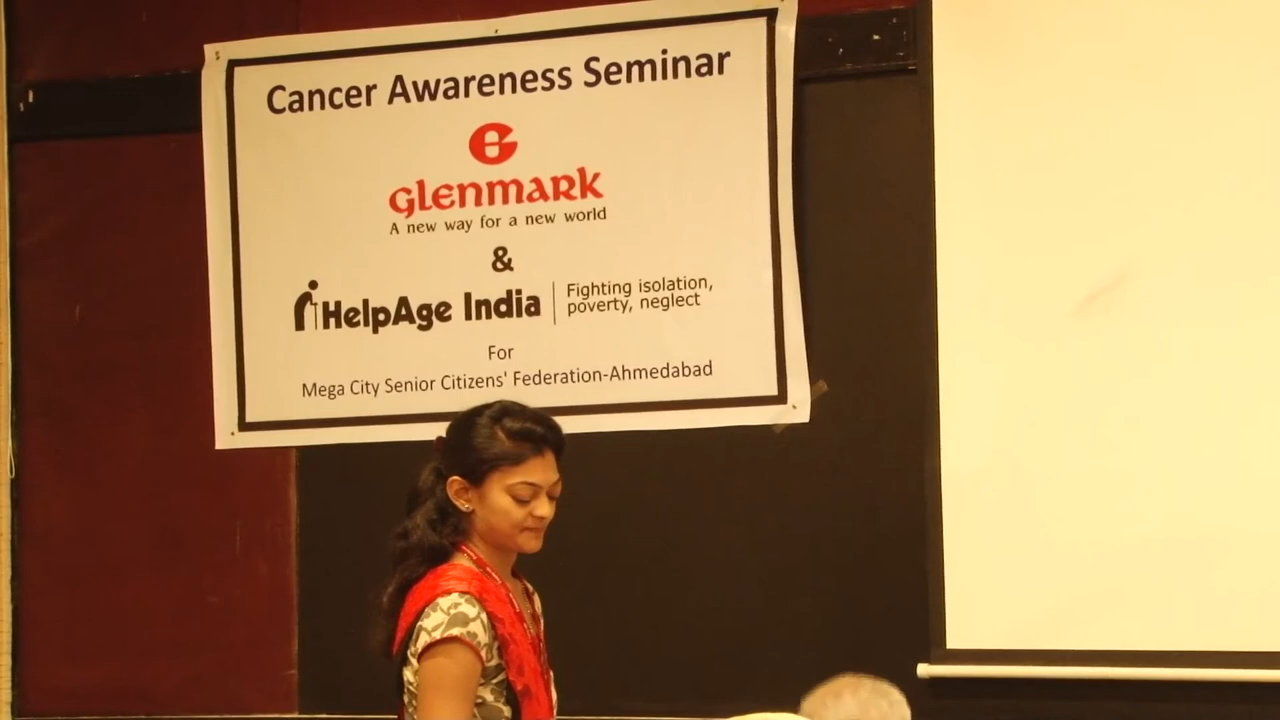 Cancer Awareness Seminar
GLENMARK
A new way for a new world
&
HelpAge India
Fighting isolation,
poverty, neglect
For
Mega City Senior Citizens' Federation-Ahmedabad